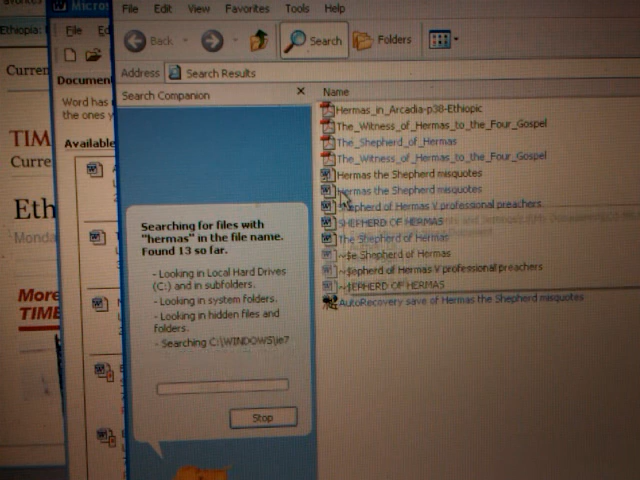 File Edit View Favorites Tools Help
Back
Search
Folders
Address Search Results
Search Companion
Name
Hermas_in_Arcadia-p38-Ethiopic
The_Witness_of_Hermas_to_the_Four_Gospel
The_Shepherd_of_Hermas
The_Witness_of_Hermas_to_the_Four_Gospel
Hermas the Shepherd misquotes
Hermas the Shepherd misquotes
Shepherd of Hermas V professional preachers
SHEPHERD OF HERMAS
The Shepherd of Hermas
~$e Shepherd of Hermas
~$epherd of Hermas V professional preachers
~$EPHERD OF HERMAS
AutoRecovery save of Hermas the Shepherd misquotes
Searching for files with
"hermas" in the file name.
Found 13 so far.
- Looking in Local Hard Drives
(C:) and in subfolders.
- Looking in system folders.
- Looking in hidden files and
folders.
- Searching C:\WINDOWS\ie7
Stop
Micros
File Ed
Documen
Word has
the ones y
Available
Ethiopia:
Curren
TIM
Curre
Eth
Monda
More
TIME